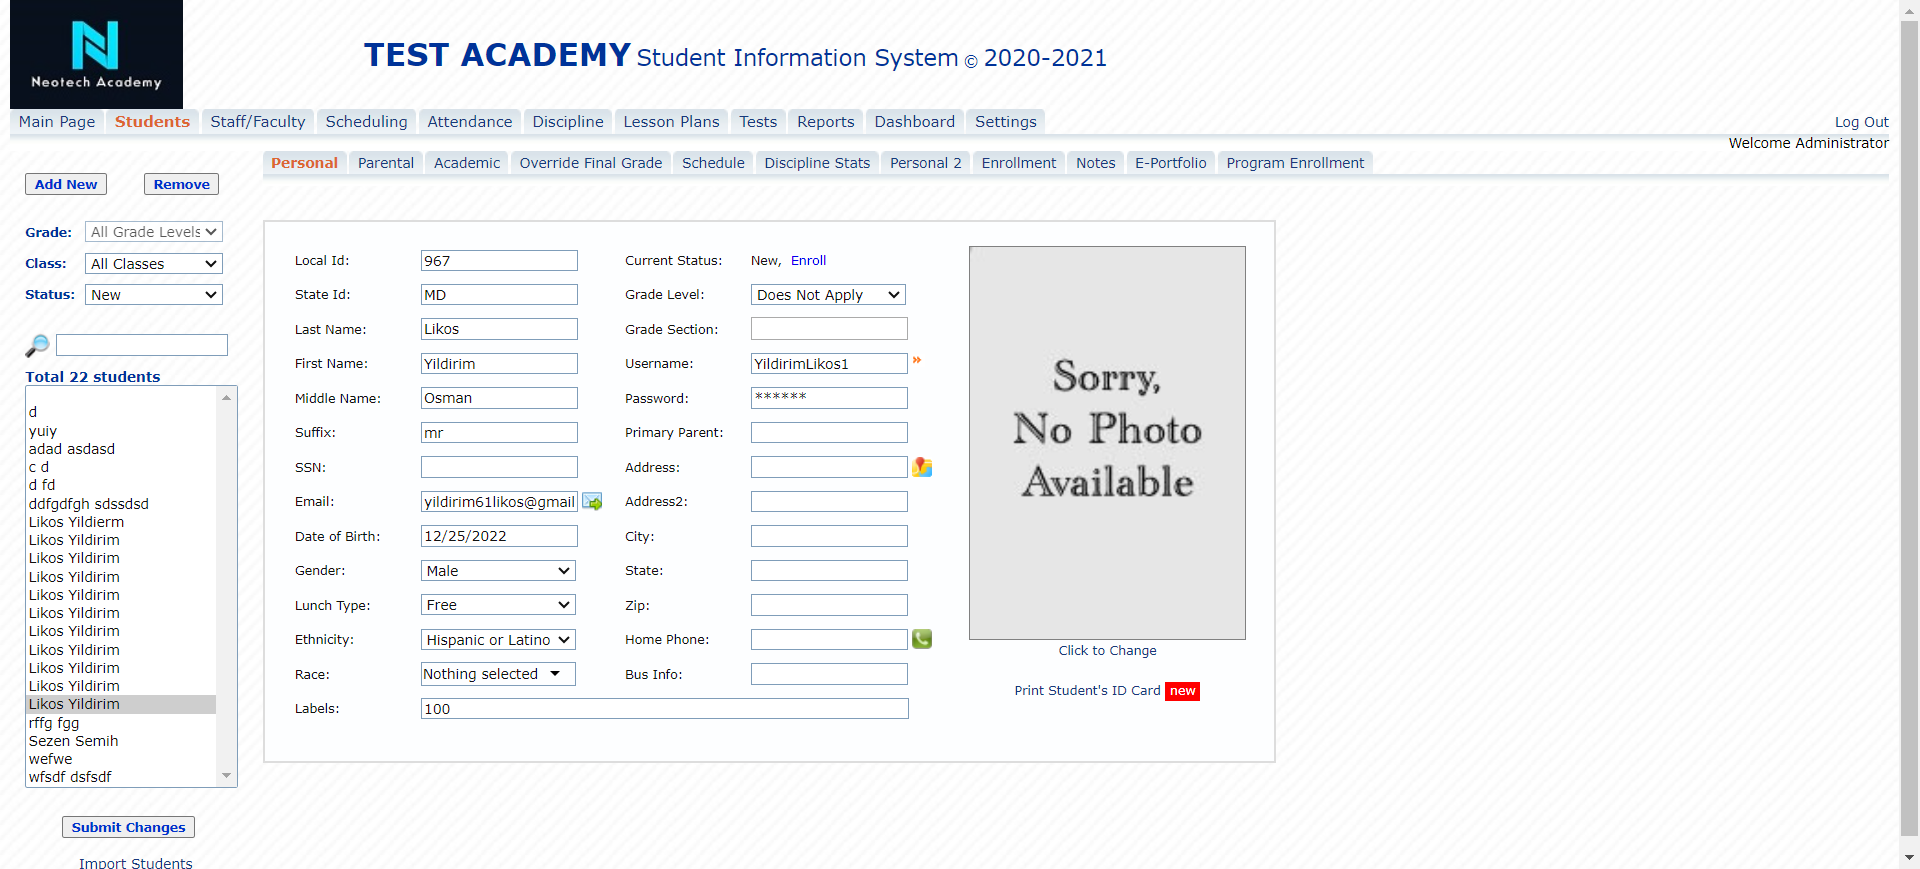 Neotech Academy
TEST ACADEMY Student Information System © 2020-2021
Main Page Students Staff/Faculty Scheduling Attendance Discipline Lesson Plans Tests Reports Dashboard Settings Log Out
Welcome Administrator
Personal Parental Academic Override Final Grade Schedule Discipline Stats Personal 2 Enrollment Notes E-Portfolio Program Enrollment
Add New Remove
Grade: All Grade Levels
Class: All Classes
Status: New
Total 22 students
d
yuiy
adad asdasd
c d
d fd
ddfgdfgh sdssdsd
Likos Yildierm
Likos Yildirim
Likos Yildirim
Likos Yildirim
Likos Yildirim
Likos Yildirim
Likos Yildirim
Likos Yildirim
Likos Yildirim
Likos Yildirim
Likos Yildirim
rffg fgg
Sezen Semih
wefwe
wfsdf dsfsdf
Submit Changes
Import Students
Local Id: 967
State Id: MD
Last Name: Likos
First Name: Yildirim
Middle Name: Osman
Suffix: mr
SSN:
Email: yildirim61likos@gmail
Date of Birth: 12/25/2022
Gender: Male
Lunch Type: Free
Ethnicity: Hispanic or Latino
Race: Nothing selected
Labels: 100
Current Status: New, Enroll
Grade Level: Does Not Apply
Grade Section:
Username: YildirimLikos1 »
Password: ******
Primary Parent:
Address:
Address2:
City:
State:
Zip:
Home Phone:
Bus Info:
Sorry,
No Photo
Available
Click to Change
Print Student's ID Card new